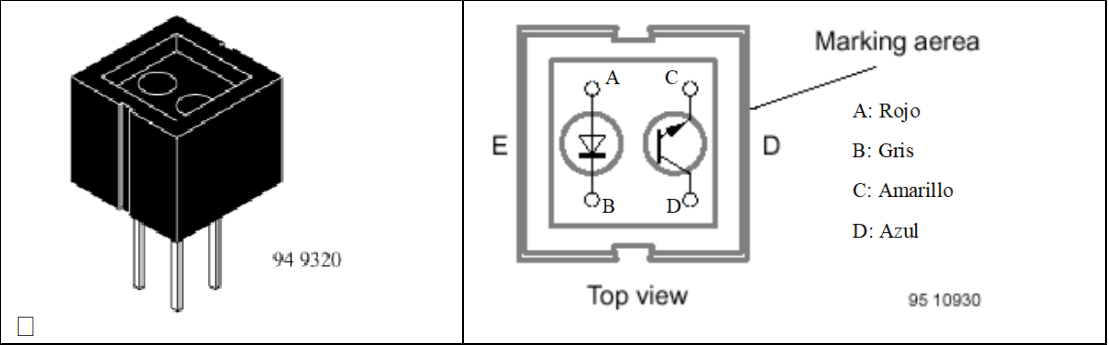 94 9320
Marking aerea
A
C
E
D
B
D
A: Rojo
B: Gris
C: Amarillo
D: Azul
Top view
95 10930